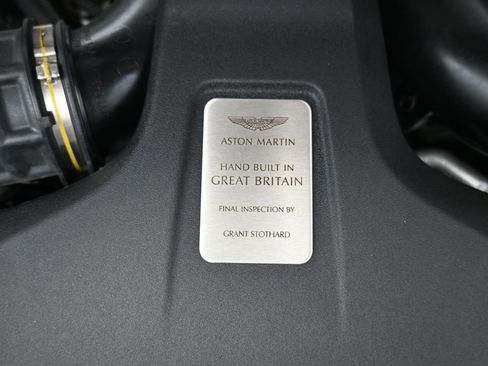 ASTON MARTIN
HAND BUILT IN
GREAT BRITAIN
FINAL INSPECTION BY
GRANT STOTHARD